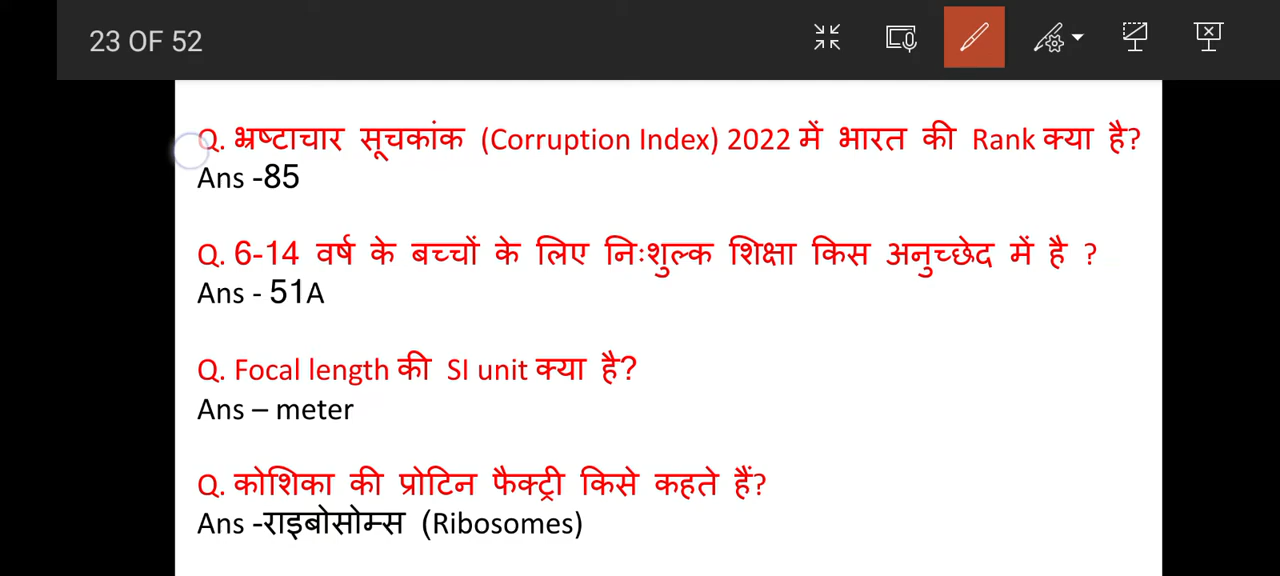 23 OF 52
Q. भ्रष्टाचार सूचकांक (Corruption Index) 2022 में भारत की Rank क्या है?
Ans -85
Q. 6-14 वर्ष के बच्चों के लिए निःशुल्क शिक्षा किस अनुच्छेद में है ?
Ans - 51A
Q. Focal length की SI unit क्या है?
Ans – meter
Q. कोशिका की प्रोटिन फैक्ट्री किसे कहते हैं?
Ans -राइबोसोम्स (Ribosomes)